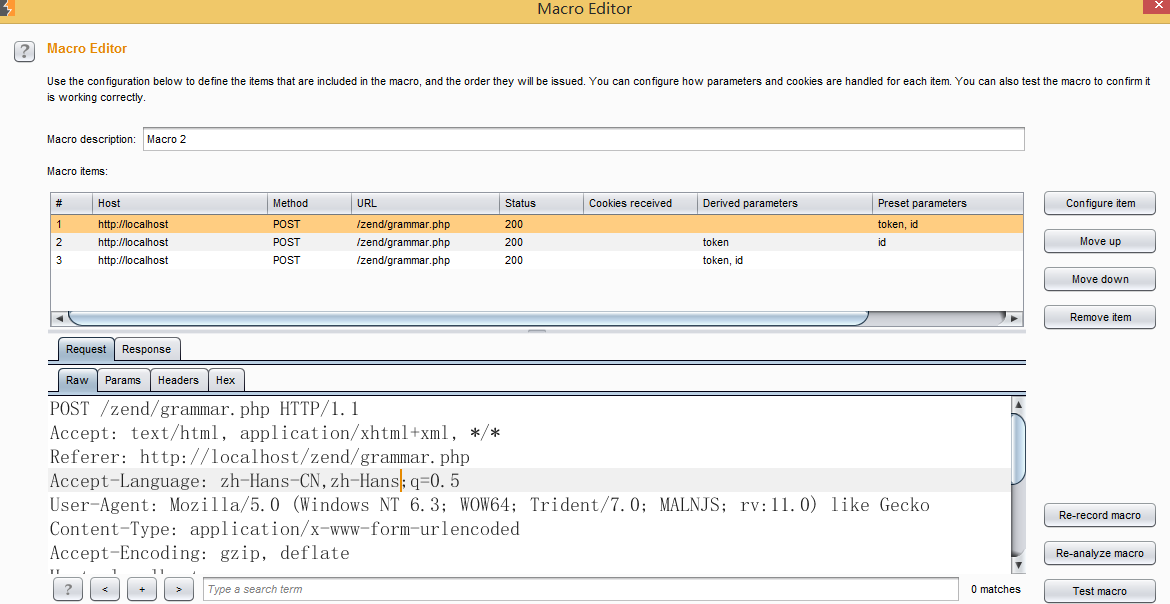 Macro Editor
×
?
Macro Editor
Use the configuration below to define the items that are included in the macro, and the order they will be issued. You can configure how parameters and cookies are handled for each item. You can also test the macro to confirm it
is working correctly.
Macro description: Macro 2
Macro items:
# Host Method URL Status Cookies received Derived parameters Preset parameters
1 http://localhost POST /zend/grammar.php 200 token, id
2 http://localhost POST /zend/grammar.php 200 token id
3 http://localhost POST /zend/grammar.php 200 token, id
Configure item
Move up
Move down
Remove item
Request Response
Raw Params Headers Hex
POST /zend/grammar.php HTTP/1.1
Accept: text/html, application/xhtml+xml, */*
Referer: http://localhost/zend/grammar.php
Accept-Language: zh-Hans-CN,zh-Hans;q=0.5
User-Agent: Mozilla/5.0 (Windows NT 6.3; WOW64; Trident/7.0; MALNJS; rv:11.0) like Gecko
Content-Type: application/x-www-form-urlencoded
Accept-Encoding: gzip, deflate
Re-record macro
Re-analyze macro
Test macro
? < + > Type a search term 0 matches